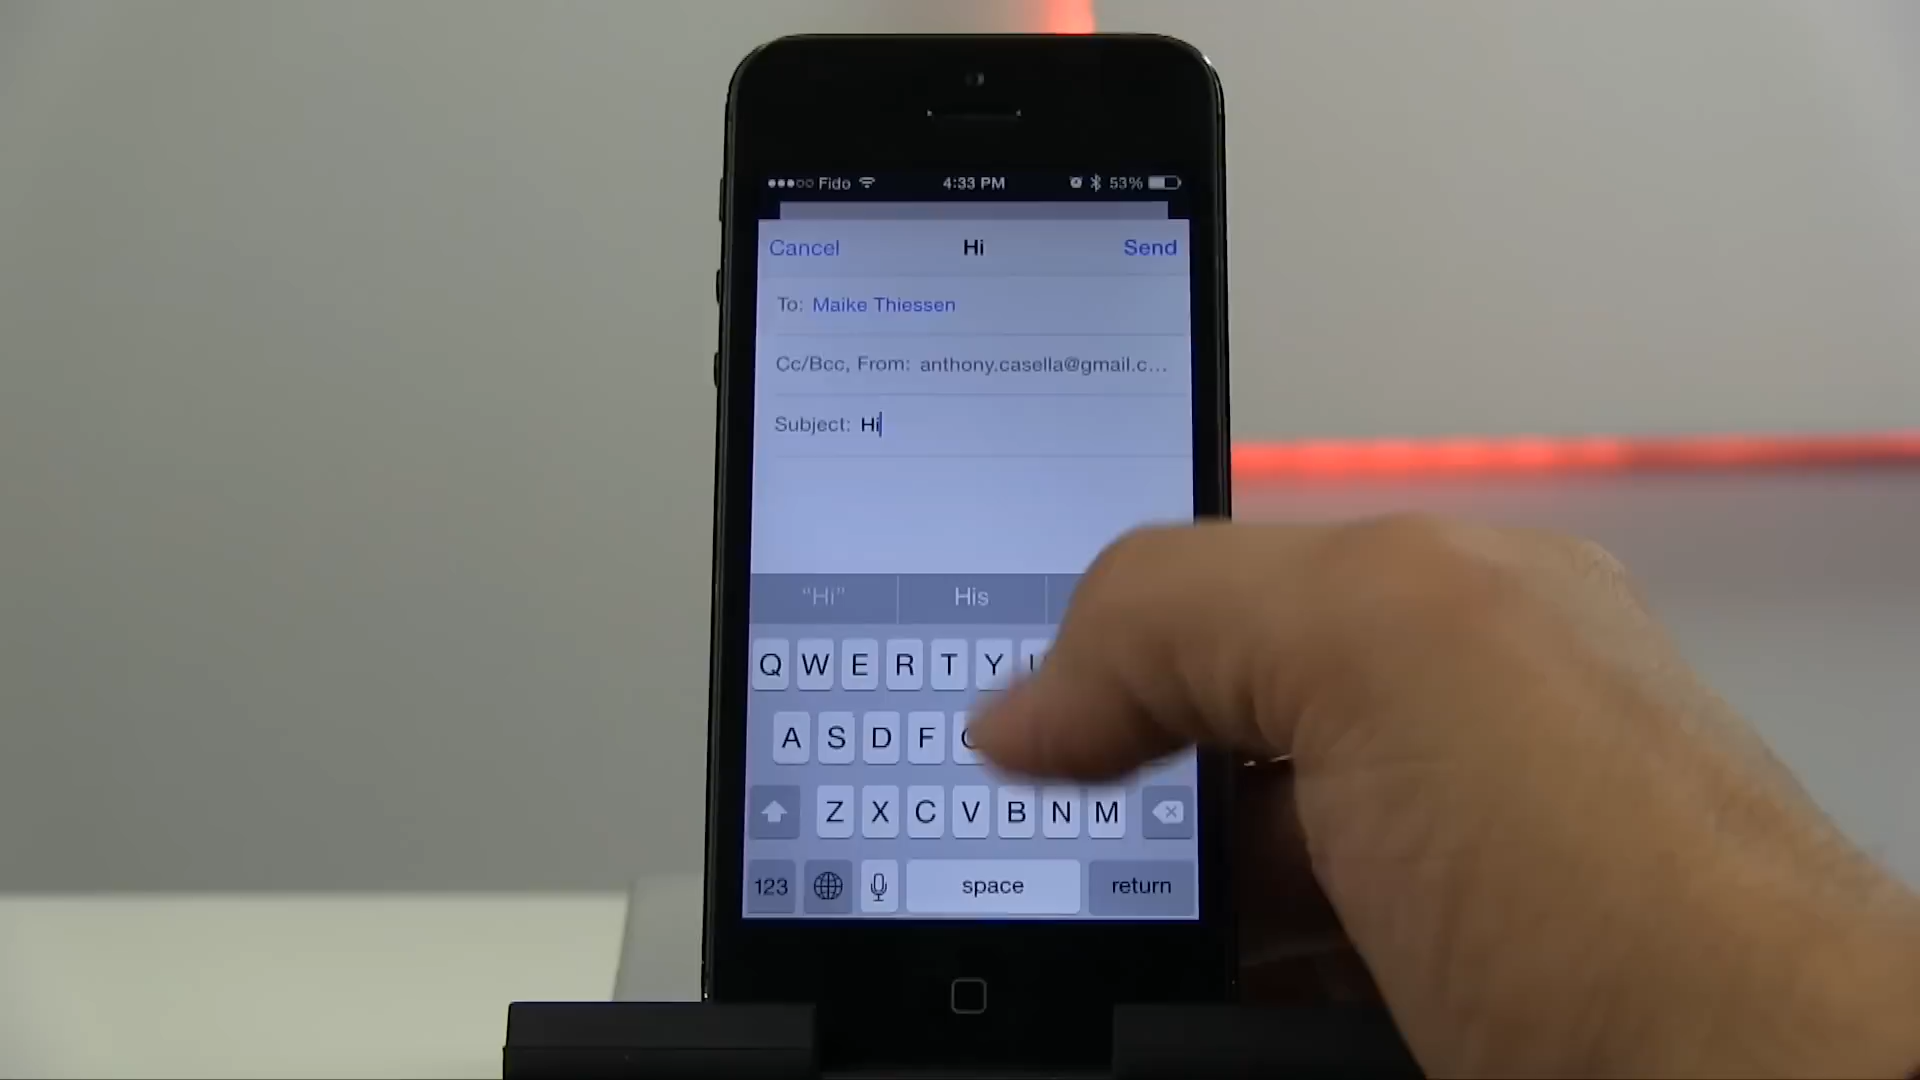 ●●●○○ Fido 4:33 PM 53%
Cancel Hi Send
To: Maike Thiessen
Cc/Bcc, From: anthony.casella@gmail.c...
Subject: Hi
“Hi” His
Q W E R T Y
A S D F
Z X C V B N M
123 space return